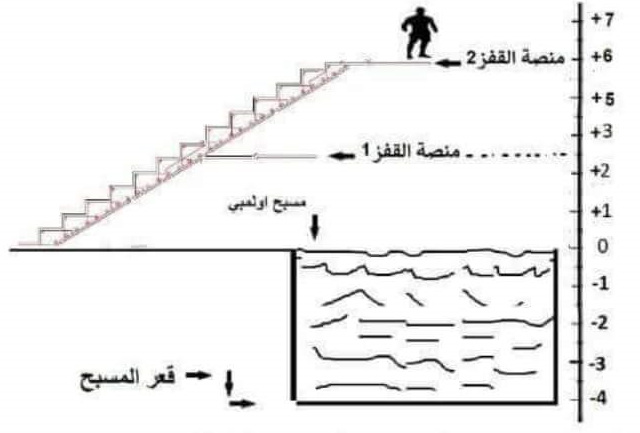 +7
منصة القفز2
+6
+5
+3
منصة القفز1
+2
مسبح اولمبي
+1
0
-1
-2
-3
قعر المسبح
-4